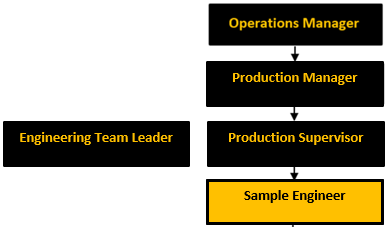 Operations Manager
Production Manager
Engineering Team Leader
Production Supervisor
Sample Engineer